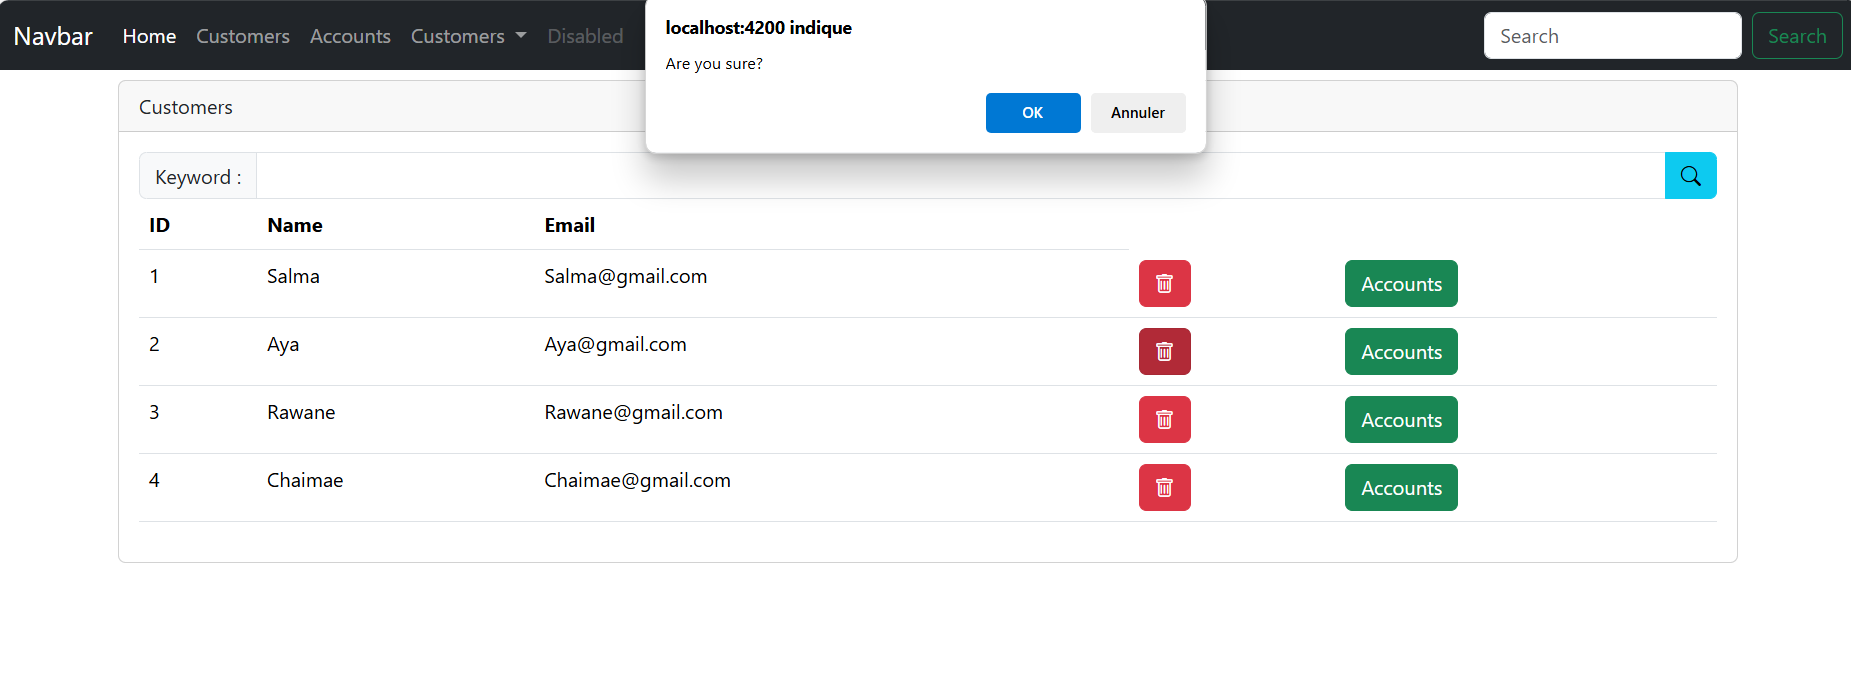 Navbar Home Customers Accounts Customers Disabled Search Search
localhost:4200 indique
Are you sure?
OK Annuler
Customers
Keyword :
ID Name Email
1 Salma Salma@gmail.com Accounts
2 Aya Aya@gmail.com Accounts
3 Rawane Rawane@gmail.com Accounts
4 Chaimae Chaimae@gmail.com Accounts